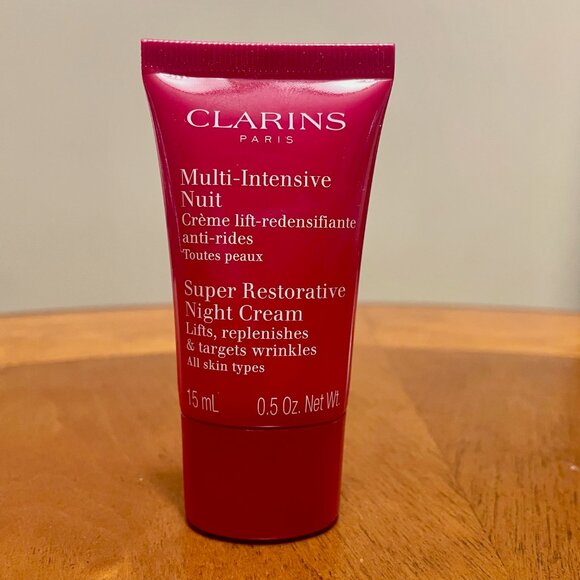 CLARINS
PARIS
Multi-Intensive
Nuit
Crème lift-redensifiante
anti-rides
Toutes peaux
Super Restorative
Night Cream
Lifts, replenishes
& targets wrinkles
All skin types
15 mL 0.5 Oz. Net Wt.